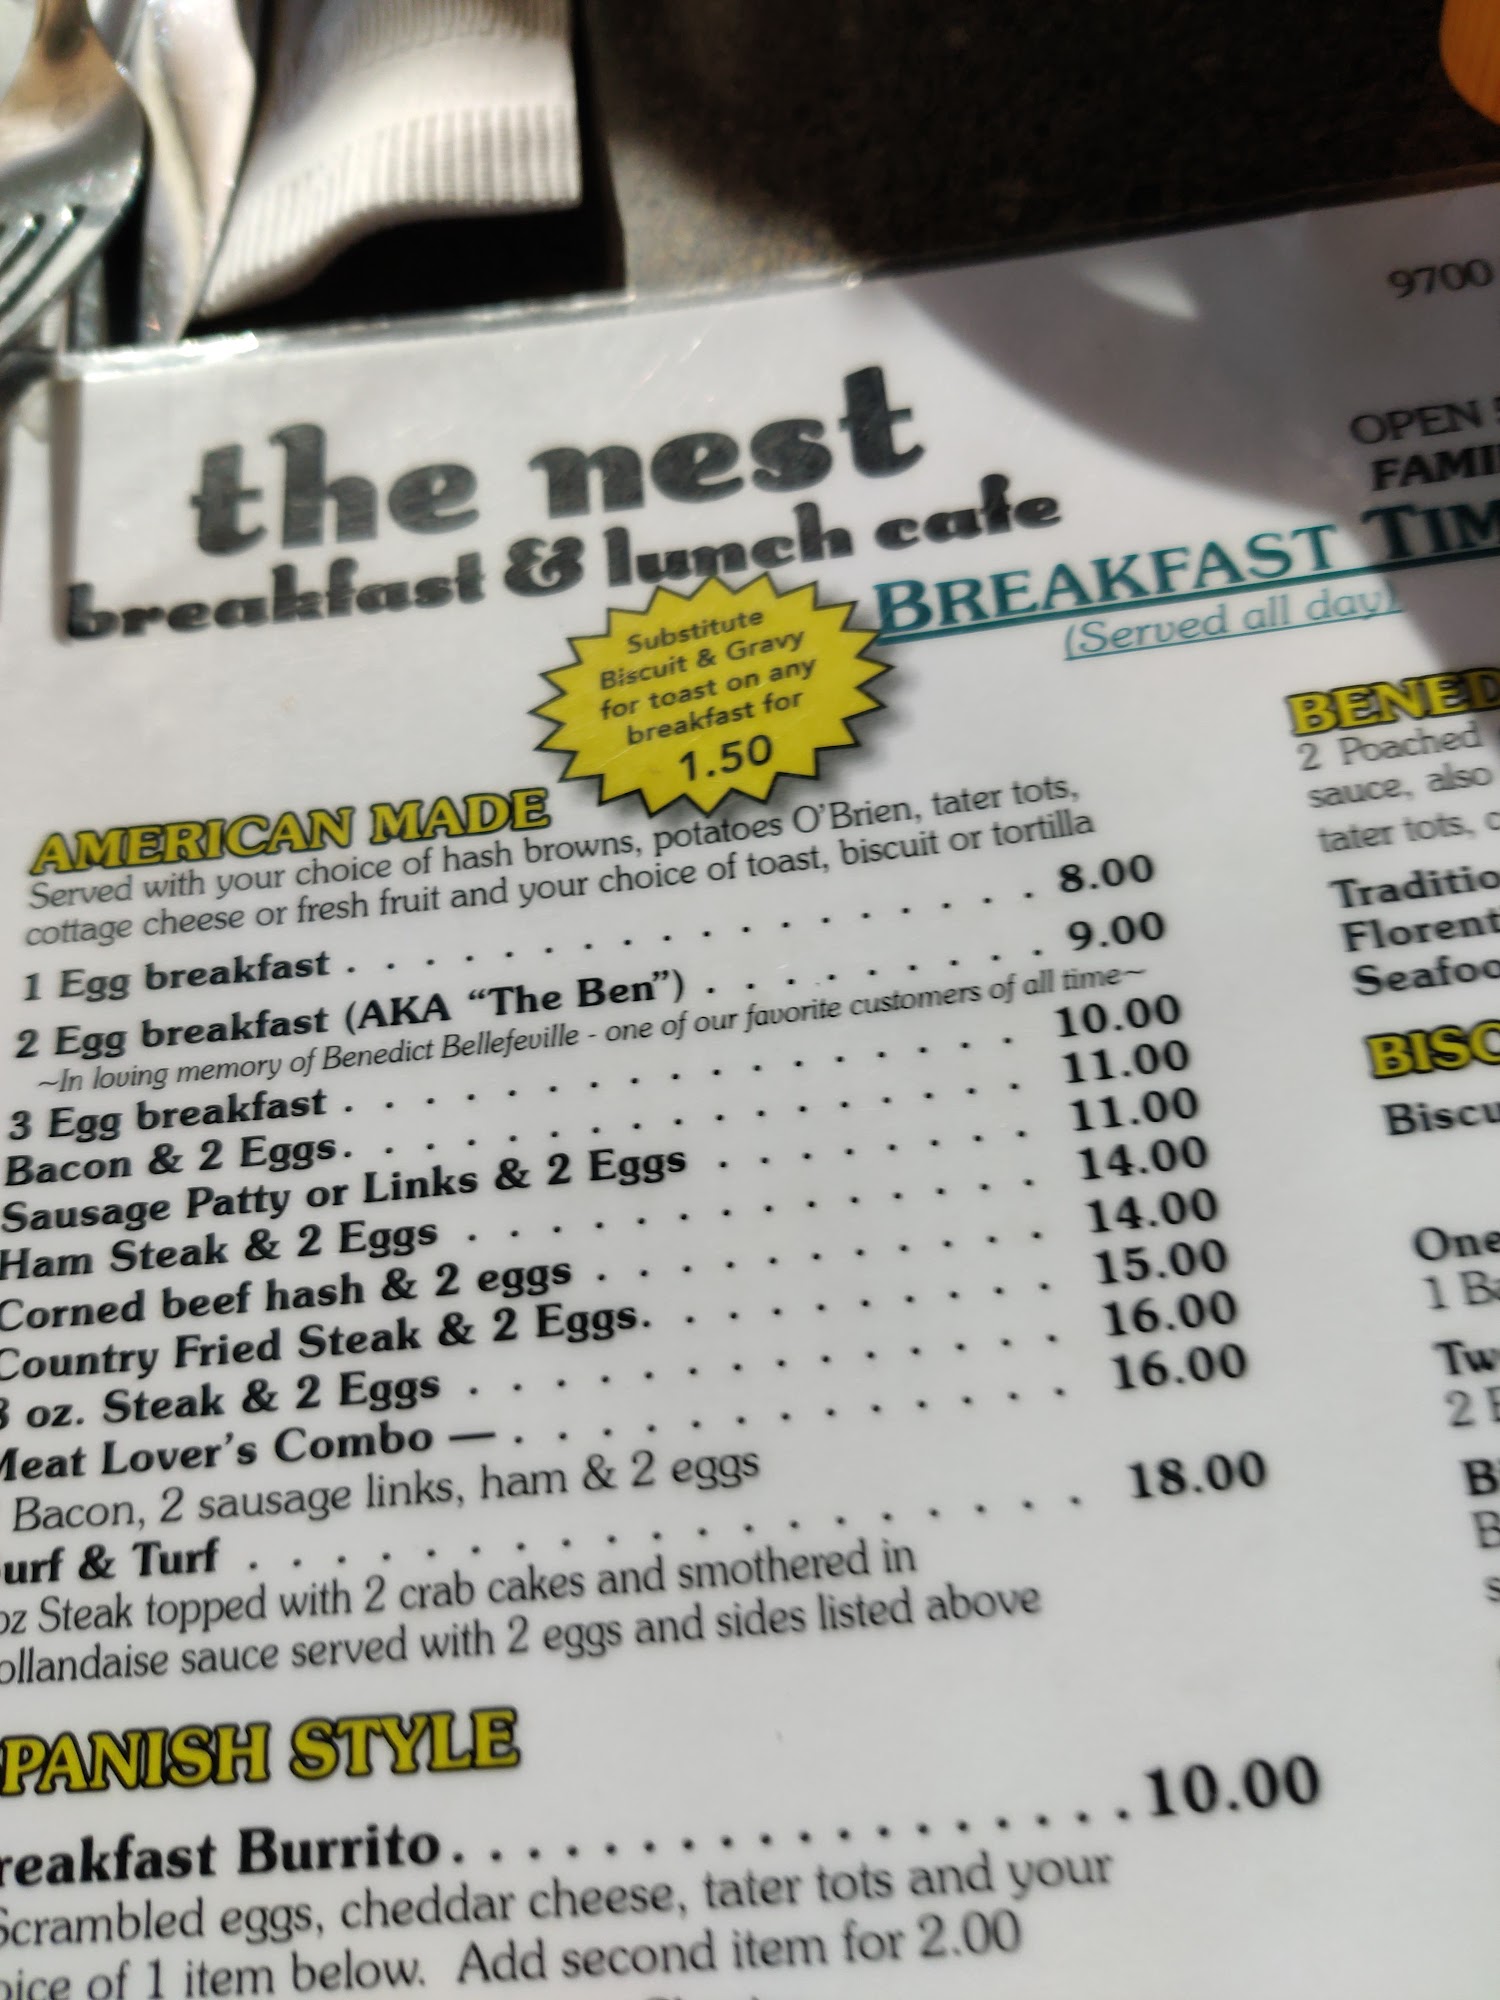 the nest
breakfast & lunch cafe
Substitute
Biscuit & Gravy
for toast on any
breakfast for
1.50
AMERICAN MADE
Served with your choice of hash browns, potatoes O'Brien, tater tots,
cottage cheese or fresh fruit and your choice of toast, biscuit or tortilla
1 Egg breakfast . . . . . . . . . . . . . . . . . 8.00
2 Egg breakfast (AKA "The Ben") . . . . . . . . . 9.00
~In loving memory of Benedict Bellefeville - one of our favorite customers of all time~
3 Egg breakfast . . . . . . . . . . . . . . . . . 10.00
Bacon & 2 Eggs. . . . . . . . . . . . . . . . . 11.00
Sausage Patty or Links & 2 Eggs . . . . . . . . 11.00
Ham Steak & 2 Eggs . . . . . . . . . . . . . . 14.00
Corned beef hash & 2 eggs . . . . . . . . . . . 14.00
Country Fried Steak & 2 Eggs. . . . . . . . . . 15.00
oz. Steak & 2 Eggs . . . . . . . . . . . . . . 16.00
Meat Lover's Combo — . . . . . . . . . . . . . 16.00
Bacon, 2 sausage links, ham & 2 eggs
urf & Turf . . . . . . . . . . . . . . . . . . . 18.00
oz Steak topped with 2 crab cakes and smothered in
ollandaise sauce served with 2 eggs and sides listed above
PANISH STYLE
reakfast Burrito. . . . . . . . . . . . . . . . . . 10.00
Scrambled eggs, cheddar cheese, tater tots and your
oice of 1 item below. Add second item for 2.00
9700
OPEN
FAMI
BREAKFAST TIM
(Served all day)
BENED
2 Poached
sauce, also
tater tots, c
Traditio
Florent
Seafoo
BISC
Biscu
One
1 Ba
Tw
2 E
B
B
s